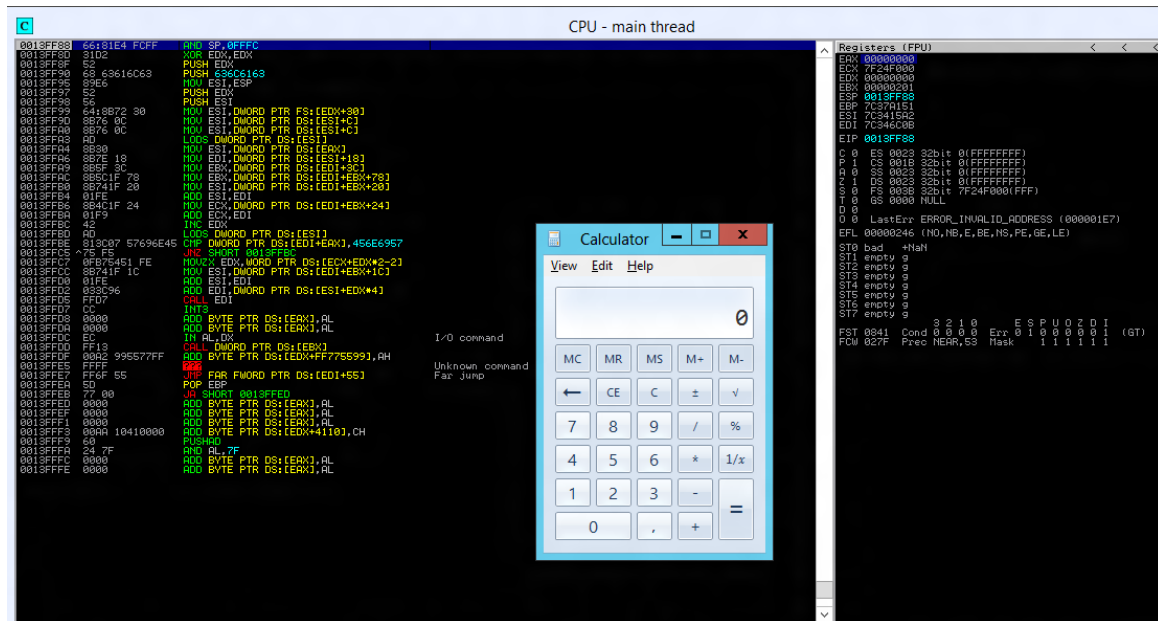 CPU - main thread
0013FF88 66:81E4 FCFF AND SP,0FFFC
0013FF8D 31D2 XOR EDX,EDX
0013FF8F 52 PUSH EDX
0013FF90 68 63616C63 PUSH 636C6163
0013FF95 89E6 MOV ESI,ESP
0013FF97 52 PUSH EDX
0013FF98 56 PUSH ESI
0013FF99 64:8B72 30 MOV ESI,DWORD PTR FS:[EDX+30]
0013FF9D 8B76 0C MOV ESI,DWORD PTR DS:[ESI+C]
0013FFA0 8B76 0C MOV ESI,DWORD PTR DS:[ESI+C]
0013FFA3 AD LODS DWORD PTR DS:[ESI]
0013FFA4 8B30 MOV ESI,DWORD PTR DS:[EAX]
0013FFA6 8B7E 18 MOV EDI,DWORD PTR DS:[ESI+18]
0013FFA9 8B5F 3C MOV EBX,DWORD PTR DS:[EDI+3C]
0013FFAC 8B5C1F 78 MOV EBX,DWORD PTR DS:[EDI+EBX+78]
0013FFB0 8B741F 20 MOV ESI,DWORD PTR DS:[EDI+EBX+20]
0013FFB4 01FE ADD ESI,EDI
0013FFB6 8B4C1F 24 MOV ECX,DWORD PTR DS:[EDI+EBX+24]
0013FFBA 01F9 ADD ECX,EDI
0013FFBC 42 INC EDX
0013FFBD AD LODS DWORD PTR DS:[ESI]
0013FFBE 813C07 57696E45 CMP DWORD PTR DS:[EDI+EAX],456E6957
0013FFC5 ^75 F5 JNZ SHORT 0013FFBC
0013FFC7 0FB75451 FE MOVZX EDX,WORD PTR DS:[ECX+EDX*2-2]
0013FFCC 8B741F 1C MOV ESI,DWORD PTR DS:[EDI+EBX+1C]
0013FFD0 01FE ADD ESI,EDI
0013FFD2 033C96 ADD EDI,DWORD PTR DS:[ESI+EDX*4]
0013FFD5 FFD7 CALL EDI
0013FFD7 CC INT3
0013FFD8 0000 ADD BYTE PTR DS:[EAX],AL
0013FFDA 0000 ADD BYTE PTR DS:[EAX],AL
0013FFDC EC IN AL,DX I/O command
0013FFDD FF13 CALL DWORD PTR DS:[EBX]
0013FFDF 00A2 995577FF ADD BYTE PTR DS:[EDX+FF775599],AH
0013FFE5 FFFF ??? Unknown command
0013FFE7 FF6F 55 JMP FAR FWORD PTR DS:[EDI+55] Far jump
0013FFEA 5D POP EBP
0013FFEB 77 00 JA SHORT 0013FFED
0013FFED 0000 ADD BYTE PTR DS:[EAX],AL
0013FFEF 0000 ADD BYTE PTR DS:[EAX],AL
0013FFF1 0000 ADD BYTE PTR DS:[EAX],AL
0013FFF3 00AA 10410000 ADD BYTE PTR DS:[EDX+4110],CH
0013FFF9 60 PUSHAD
0013FFFA 24 7F AND AL,7F
0013FFFC 0000 ADD BYTE PTR DS:[EAX],AL
0013FFFE 0000 ADD BYTE PTR DS:[EAX],AL
Calculator
View Edit Help
0
MC MR MS M+ M-
← CE C ± √
7 8 9 / %
4 5 6 * 1/x
1 2 3 - =
0 , +
Registers (FPU) < < <
EAX 00000000
ECX 7F24F000
EDX 00000000
EBX 00000201
ESP 0013FF88
EBP 7C37A151
ESI 7C3415A2
EDI 7C346C0B
EIP 0013FF88
C 0 ES 0023 32bit 0(FFFFFFFF)
P 1 CS 001B 32bit 0(FFFFFFFF)
A 0 SS 0023 32bit 0(FFFFFFFF)
Z 1 DS 0023 32bit 0(FFFFFFFF)
S 0 FS 003B 32bit 7F24F000(FFF)
T 0 GS 0000 NULL
D 0
O 0 LastErr ERROR_INVALID_ADDRESS (000001E7)
EFL 00000246 (NO,NB,E,BE,NS,PE,GE,LE)
ST0 bad +NaN
ST1 empty g
ST2 empty g
ST3 empty g
ST4 empty g
ST5 empty g
ST6 empty g
ST7 empty g
3 2 1 0 E S P U O Z D I
FST 0841 Cond 0 0 0 0 Err 0 1 0 0 0 0 0 1 (GT)
FCW 027F Prec NEAR,53 Mask 1 1 1 1 1 1